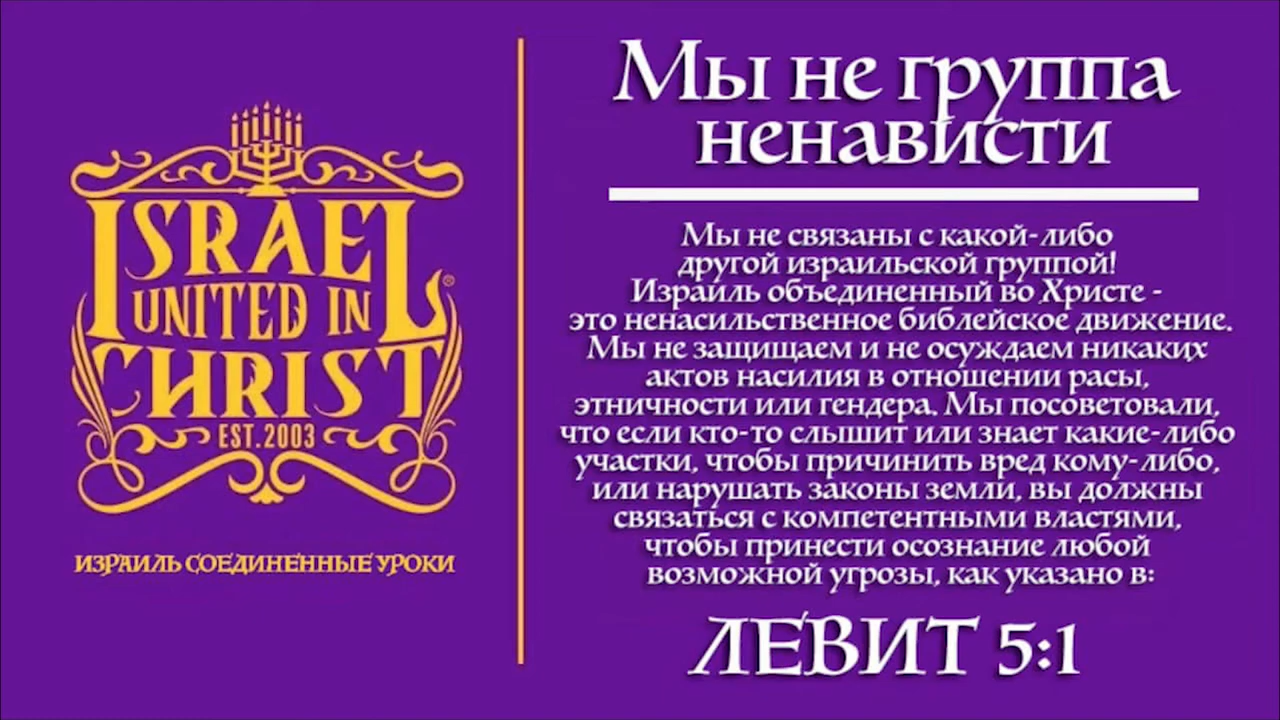 ISRAEL
UNITED IN
CHRIST®
EST. 2003
ИЗРАИЛЬ СОЕДИНЕННЫЕ УРОКИ
Мы не группа
ненависти
Мы не связаны с какой-либо
другой израильской группой!
Израиль объединенный во Христе -
это ненасильственное библейское движение.
Мы не защищаем и не осуждаем никаких
актов насилия в отношении расы,
этничности или гендера. Мы посоветовали,
что если кто-то слышит или знает какие-либо
участки, чтобы причинить вред кому-либо,
или нарушать законы земли, вы должны
связаться с компетентными властями,
чтобы принести осознание любой
возможной угрозы, как указано в:
ЛЕВИТ 5:1